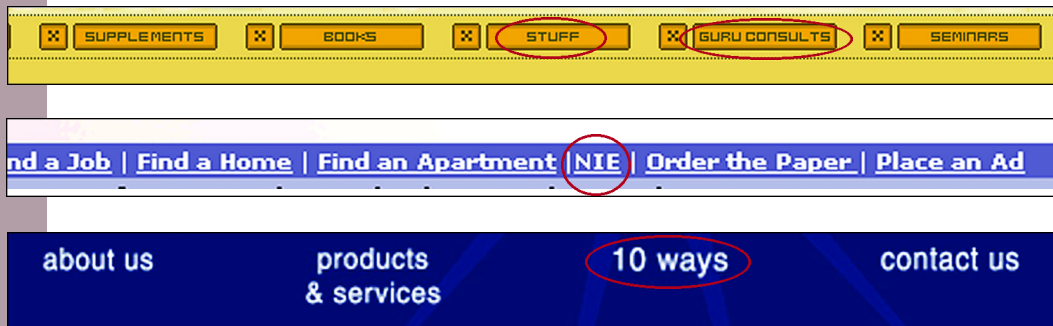 SUPPLEMENTS BOOKS STUFF GURU CONSULTS SEMINARS
nd a Job | Find a Home | Find an Apartment |NIE | Order the Paper | Place an Ad
about us products 10 ways contact us
& services